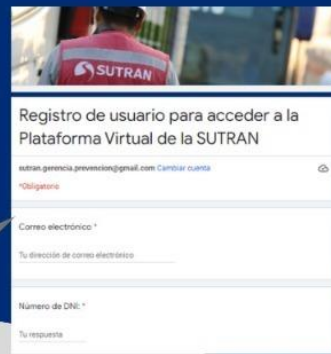 SUTRAN
Registro de usuario para acceder a la
Plataforma Virtual de la SUTRAN
sutran.gerencia.prevencion@gmail.com Cambiar cuenta
*Obligatorio
Correo electrónico *
Tu dirección de correo electrónico
Número de DNI: *
Tu respuesta